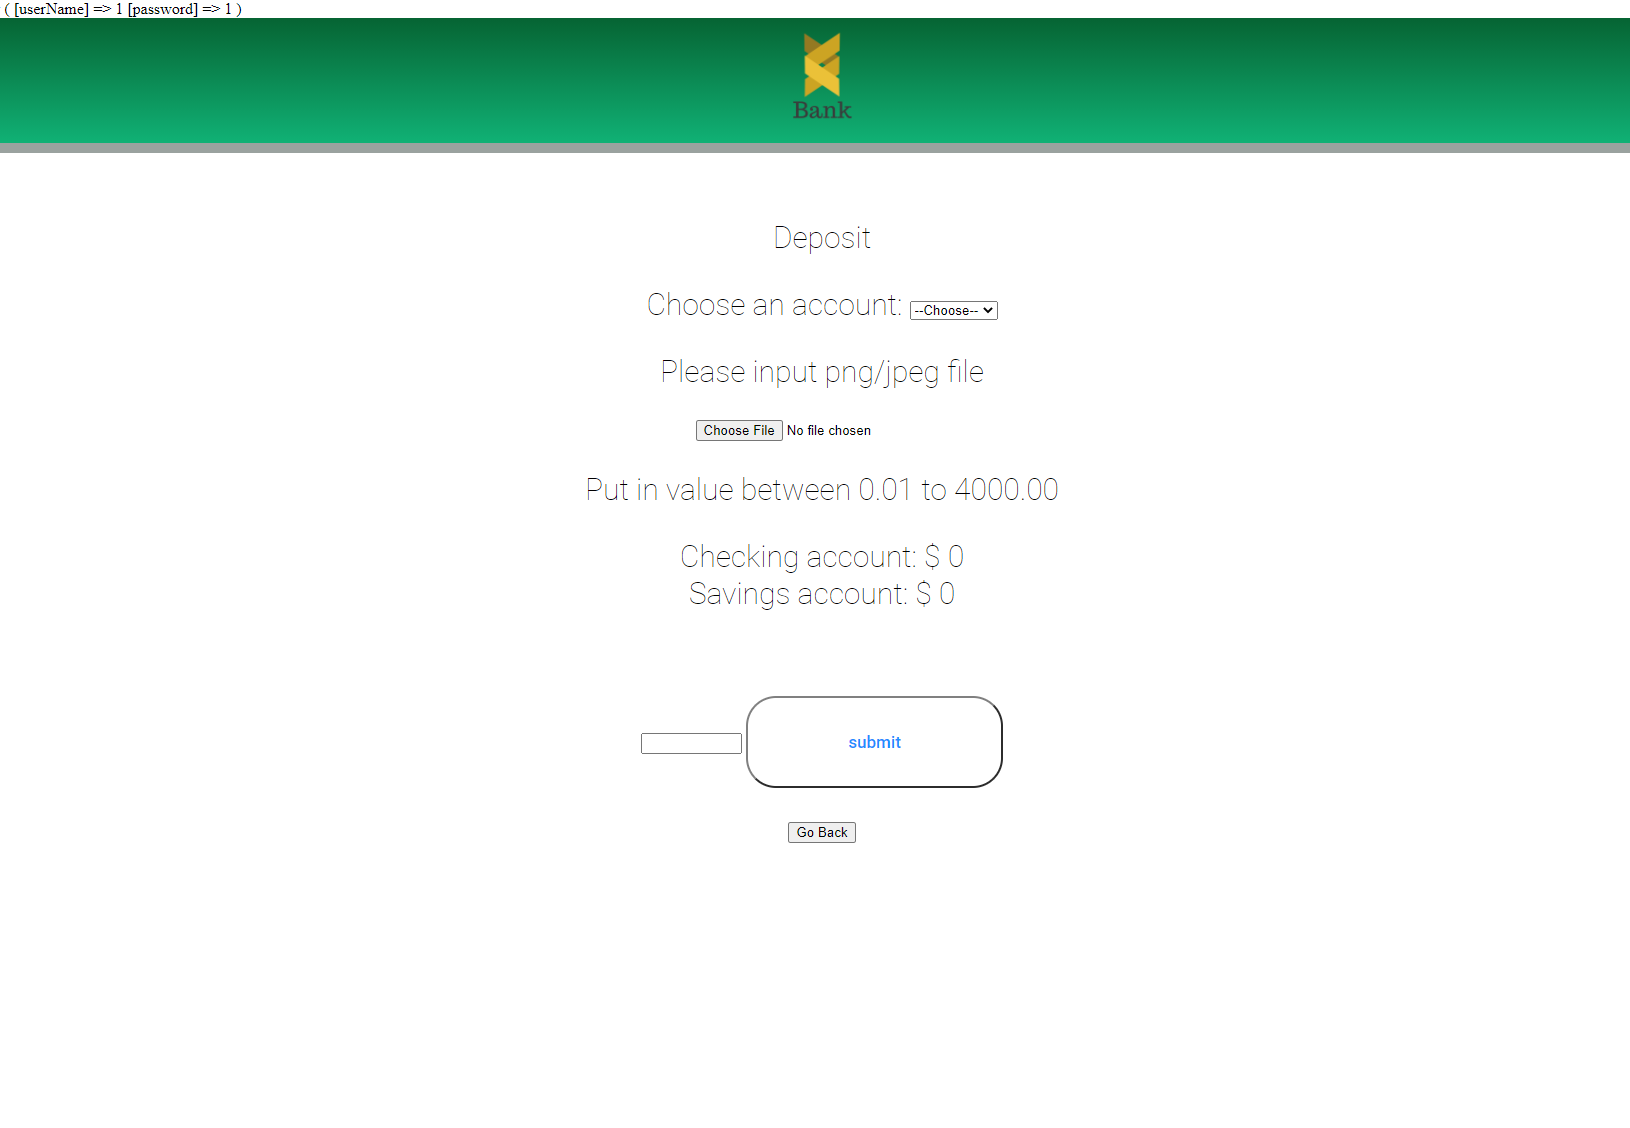 ( [userName] => 1 [password] => 1 )
Bank
Deposit
Choose an account: --Choose--
Please input png/jpeg file
Choose File No file chosen
Put in value between 0.01 to 4000.00
Checking account: $ 0
Savings account: $ 0
submit
Go Back